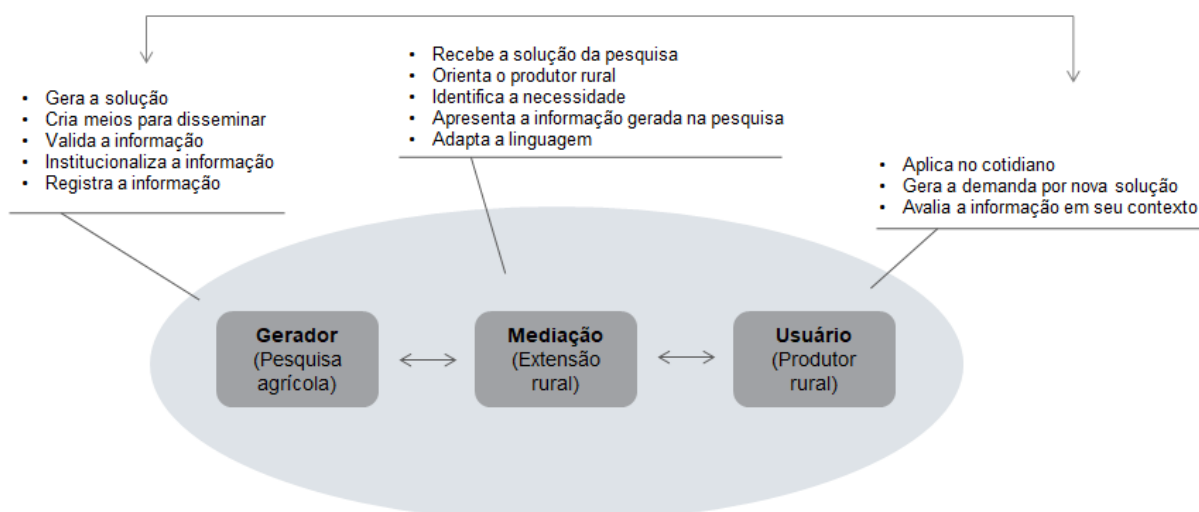 • Gera a solução
• Cria meios para disseminar
• Valida a informação
• Institucionaliza a informação
• Registra a informação
• Recebe a solução da pesquisa
• Orienta o produtor rural
• Identifica a necessidade
• Apresenta a informação gerada na pesquisa
• Adapta a linguagem
• Aplica no cotidiano
• Gera a demanda por nova solução
• Avalia a informação em seu contexto
Gerador
(Pesquisa
agrícola)
Mediação
(Extensão
rural)
Usuário
(Produtor
rural)